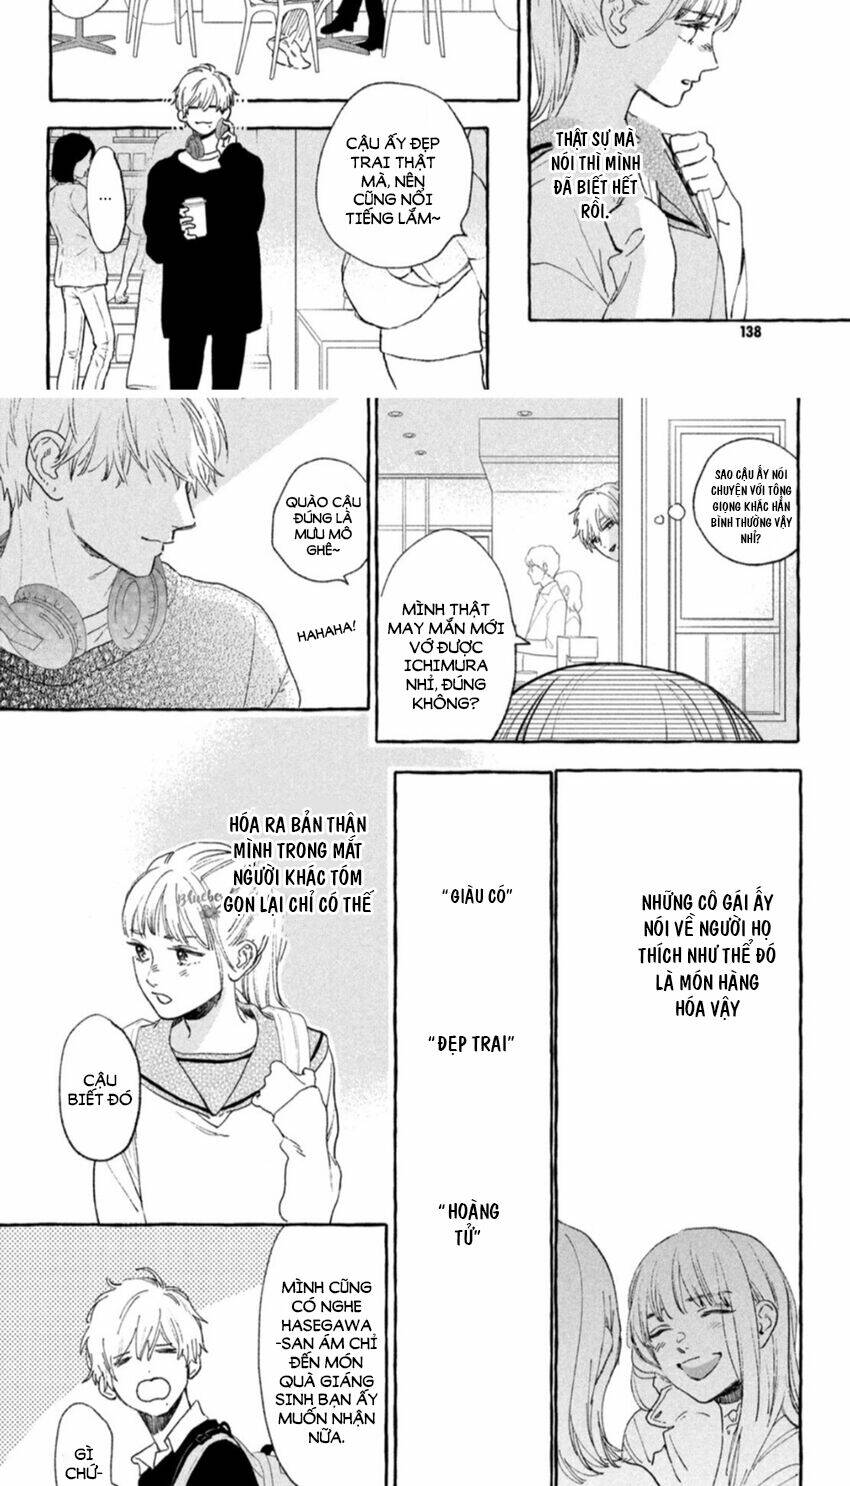 THẬT SỰ MÀ
NÓI THÌ MÌNH
ĐÃ BIẾT HẾT
RỒI.
CẬU ẤY ĐẸP
TRAI THẬT
MÀ, NÊN
CŨNG NỔI
TIẾNG LẮM~
...
138
SAO CẬU ẤY NÓI
CHUYỆN VỚI TÔNG
GIỌNG KHÁC HẲN
BÌNH THƯỜNG VẬY
NHỈ?
MÌNH THẬT
MAY MẮN MỚI
VỚ ĐƯỢC
ICHIMURA
NHỈ, ĐÚNG
KHÔNG?
QUÀO CẬU
ĐÚNG LÀ
MƯU MÔ
GHÊ~
HAHAHA!
NHỮNG CÔ GÁI ẤY
NÓI VỀ NGƯỜI HỌ
THÍCH NHƯ THỂ ĐÓ
LÀ MÓN HÀNG
HÓA VẬY
"GIÀU CÓ"
"ĐẸP TRAI"
"HOÀNG
TỬ"
HÓA RA BẢN THÂN
MÌNH TRONG MẮT
NGƯỜI KHÁC TÓM
GỌN LẠI CHỈ CÓ THẾ
CẬU
BIẾT ĐÓ
MÌNH CŨNG
CÓ NGHE
HASEGAWA
-SAN ÁM CHỈ
ĐẾN MÓN
QUÀ GIÁNG
SINH BẠN ẤY
MUỐN NHẬN
NỮA.
GÌ
CHỨ-